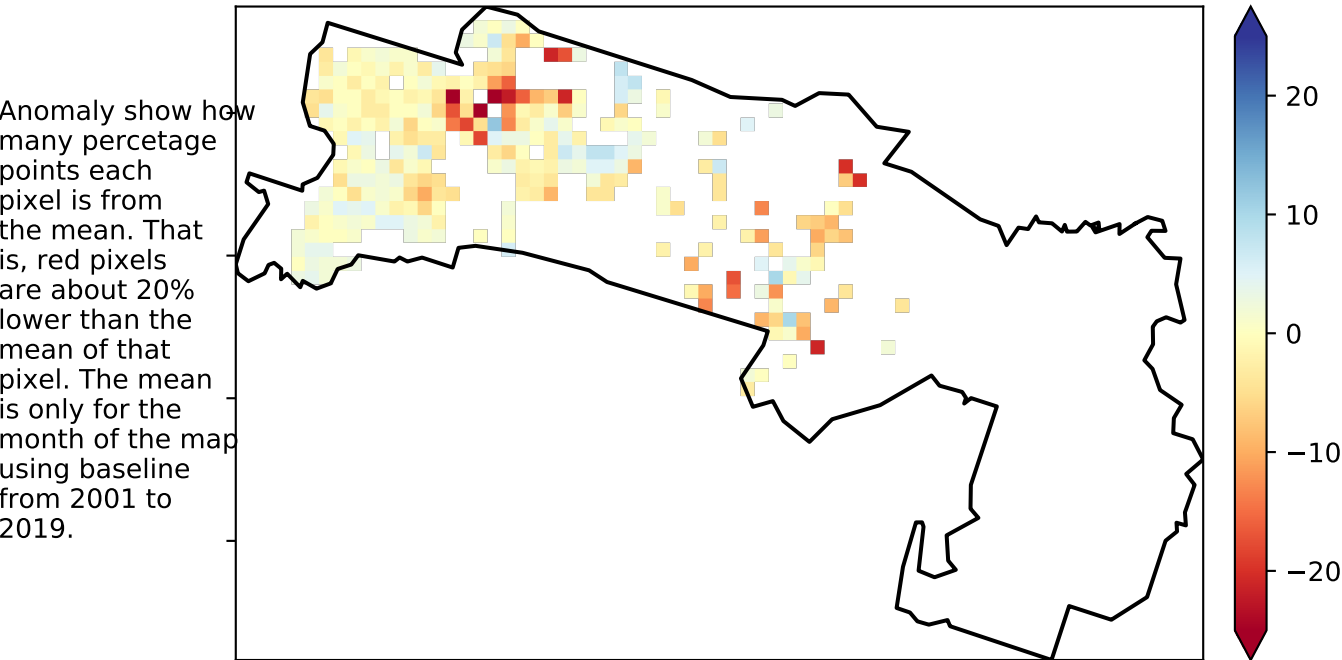 Anomaly show how
many percetage
points each
pixel is from
the mean. That
is, red pixels
are about 20%
lower than the
mean of that
pixel. The mean
is only for the
month of the map
using baseline
from 2001 to
2019.
20
10
0
−10
−20